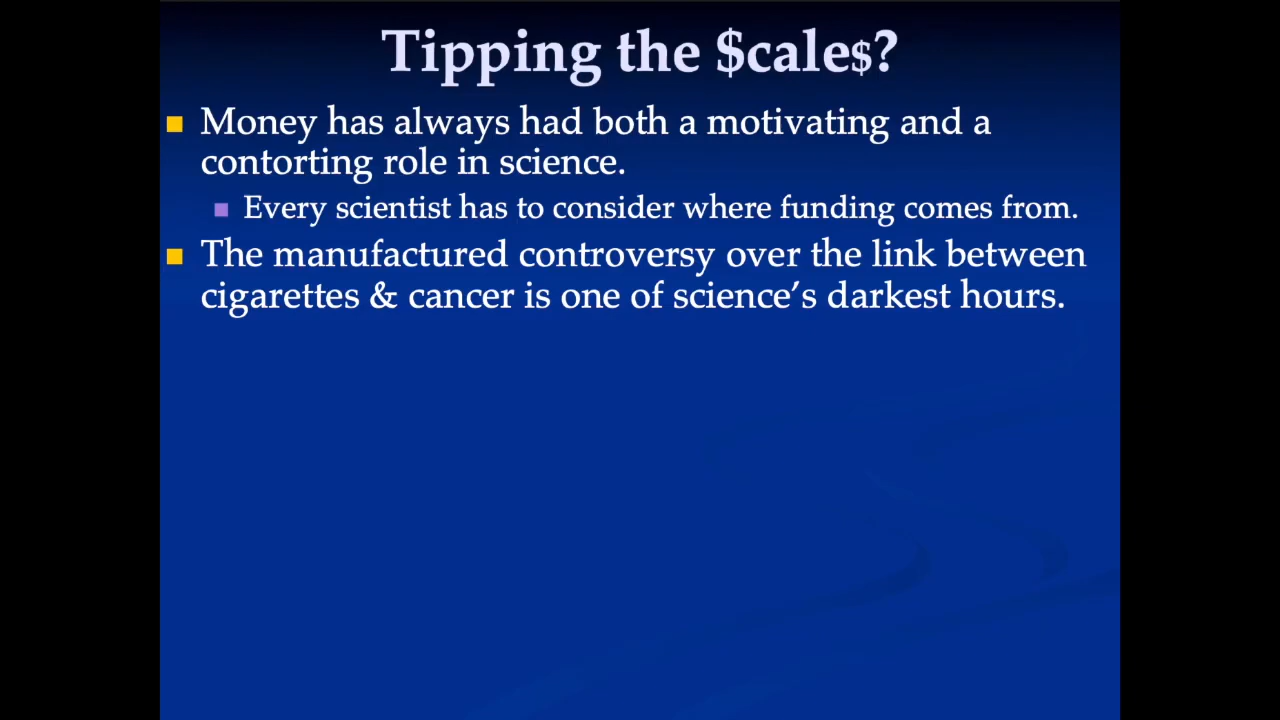 Tipping the $cale$?
Money has always had both a motivating and a
contorting role in science.
Every scientist has to consider where funding comes from.
The manufactured controversy over the link between
cigarettes & cancer is one of science’s darkest hours.